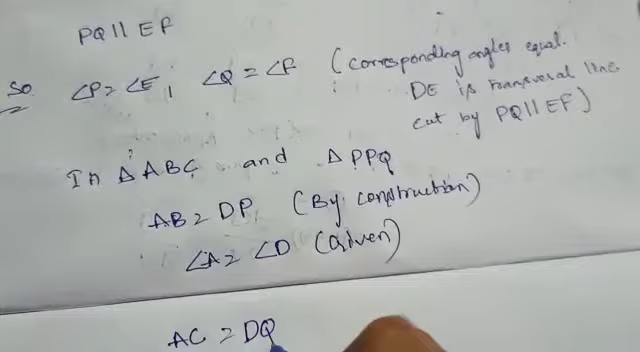 PQ || EF
So ∠P = ∠E, ∠Q = ∠F (corresponding angles equal.
DE is transversal line
cut by PQ || EF)
In ΔABC and ΔPPQ
AB = DP (By construction)
∠A = ∠D (Given)
AC = DQ